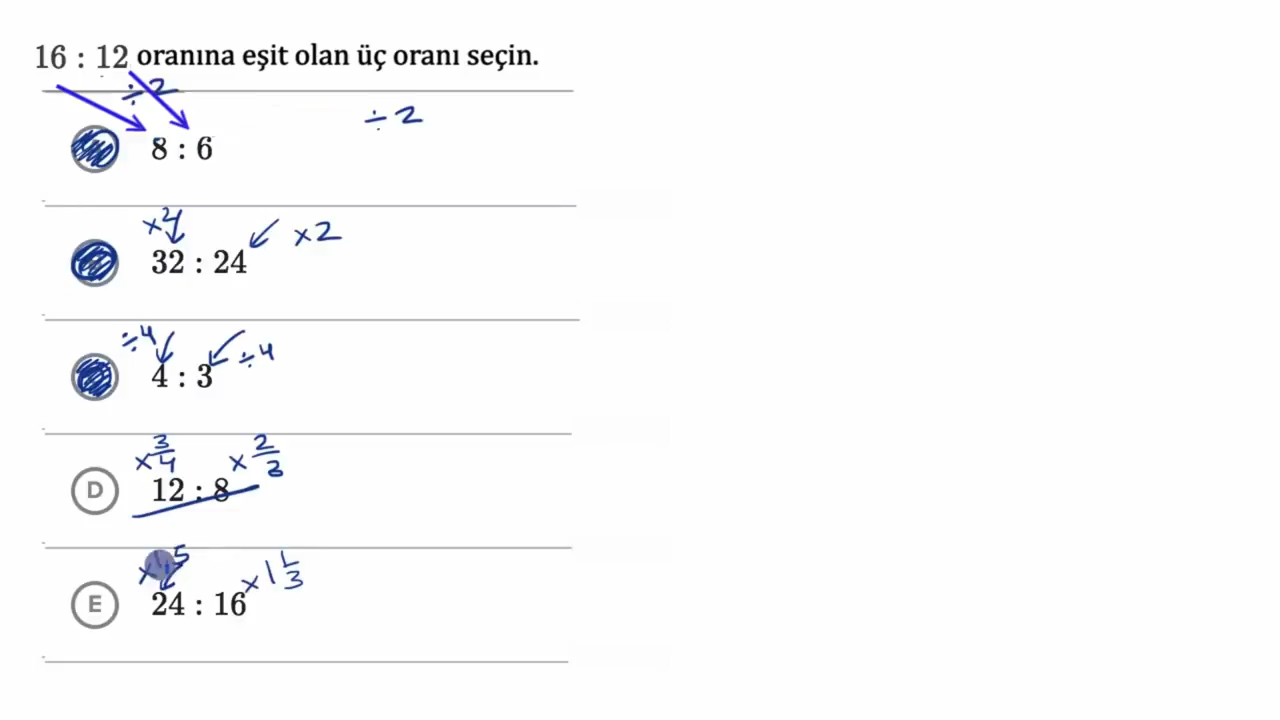 16 : 12 oranına eşit olan üç oranı seçin.
÷2
÷2
8 : 6
×2
×2
32 : 24
÷4
÷4
4 : 3
×3/4 ×2/3
D 12 : 8
×1,5 ×1 1/3
E 24 : 16